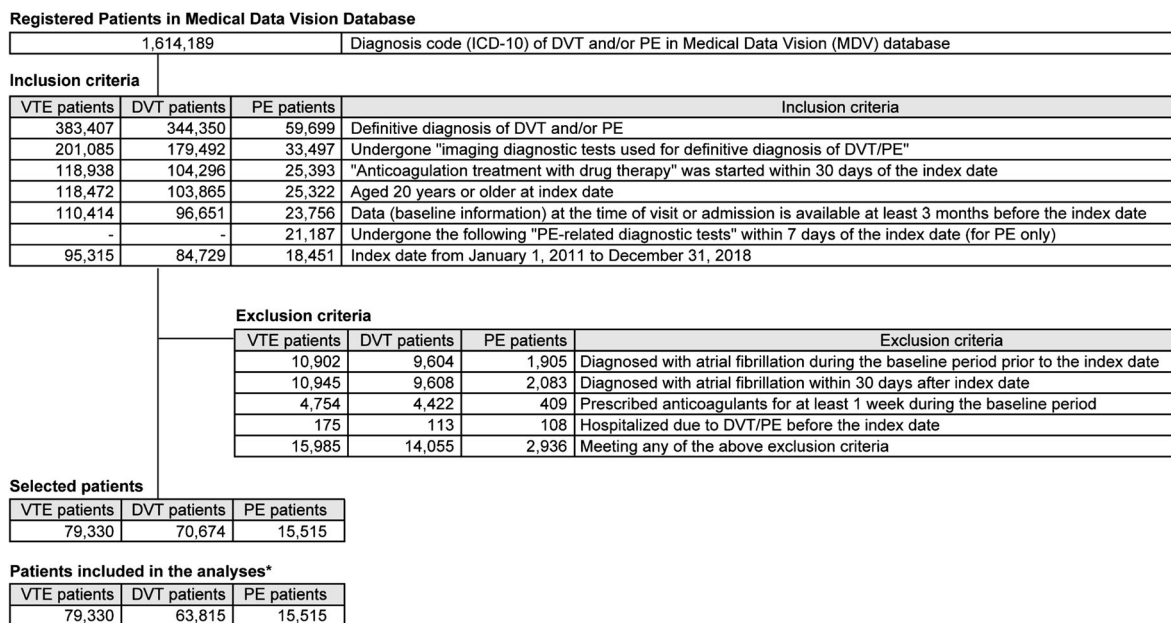 Registered Patients in Medical Data Vision Database
1,614,189 Diagnosis code (ICD-10) of DVT and/or PE in Medical Data Vision (MDV) database
Inclusion criteria
VTE patients DVT patients PE patients Inclusion criteria
383,407 344,350 59,699 Definitive diagnosis of DVT and/or PE
201,085 179,492 33,497 Undergone "imaging diagnostic tests used for definitive diagnosis of DVT/PE"
118,938 104,296 25,393 "Anticoagulation treatment with drug therapy" was started within 30 days of the index date
118,472 103,865 25,322 Aged 20 years or older at index date
110,414 96,651 23,756 Data (baseline information) at the time of visit or admission is available at least 3 months before the index date
- - 21,187 Undergone the following "PE-related diagnostic tests" within 7 days of the index date (for PE only)
95,315 84,729 18,451 Index date from January 1, 2011 to December 31, 2018
Exclusion criteria
VTE patients DVT patients PE patients Exclusion criteria
10,902 9,604 1,905 Diagnosed with atrial fibrillation during the baseline period prior to the index date
10,945 9,608 2,083 Diagnosed with atrial fibrillation within 30 days after index date
4,754 4,422 409 Prescribed anticoagulants for at least 1 week during the baseline period
175 113 108 Hospitalized due to DVT/PE before the index date
15,985 14,055 2,936 Meeting any of the above exclusion criteria
Selected patients
VTE patients DVT patients PE patients
79,330 70,674 15,515
Patients included in the analyses*
VTE patients DVT patients PE patients
79,330 63,815 15,515